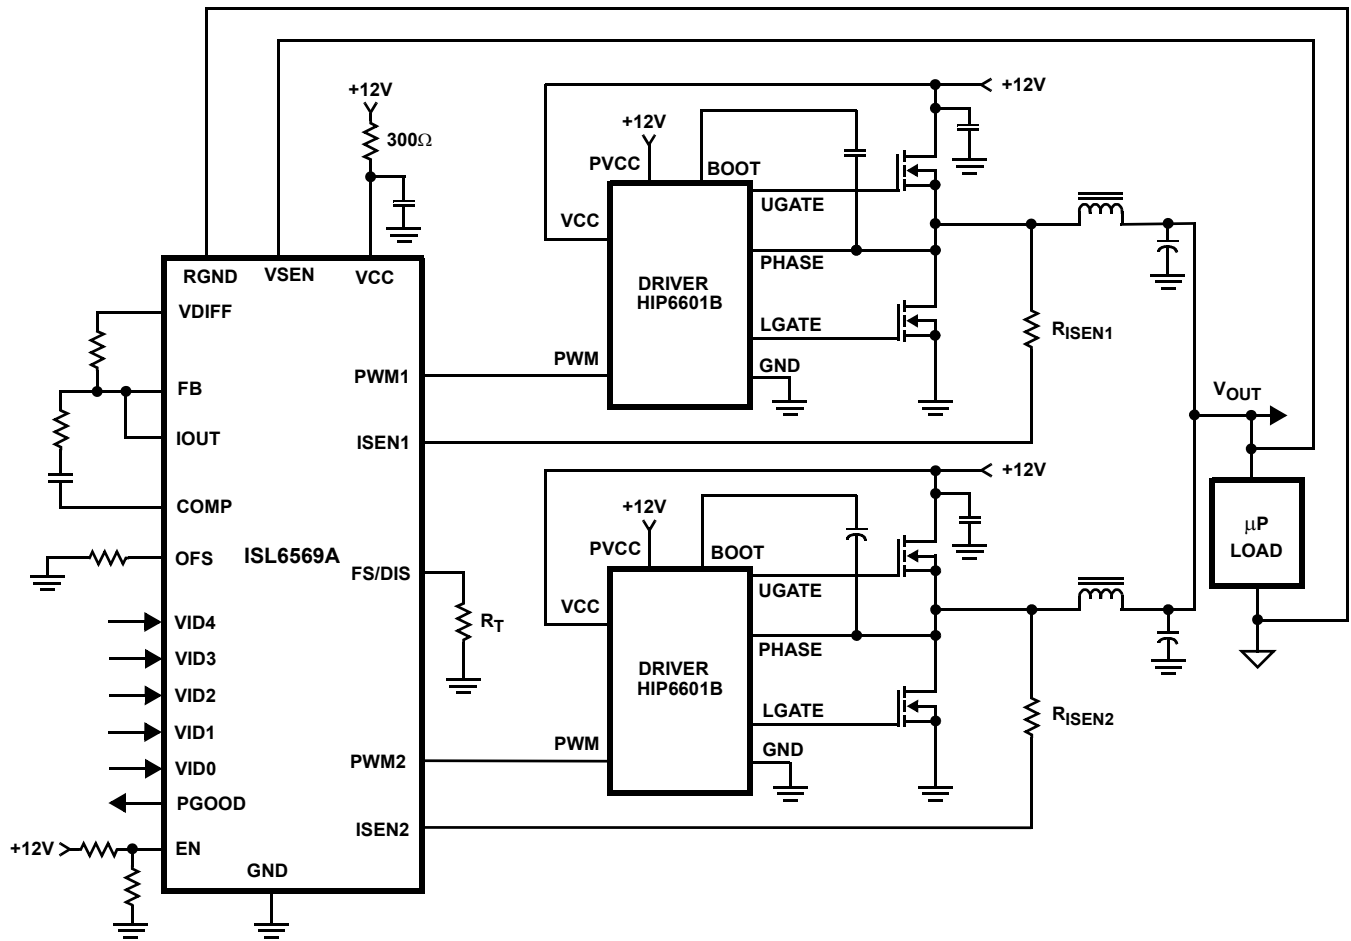 +12V
300Ω
RGND
VSEN
VCC
VDIFF
FB
IOUT
COMP
OFS
VID4
VID3
VID2
VID1
VID0
PGOOD
+12V
EN
GND
ISL6569A
PWM1
ISEN1
FS/DIS
RT
PWM2
ISEN2
+12V
+12V
PVCC
BOOT
VCC
UGATE
PHASE
DRIVER
HIP6601B
LGATE
PWM
GND
RISEN1
VOUT
µP
LOAD
+12V
+12V
PVCC
BOOT
VCC
UGATE
PHASE
DRIVER
HIP6601B
LGATE
PWM
GND
RISEN2